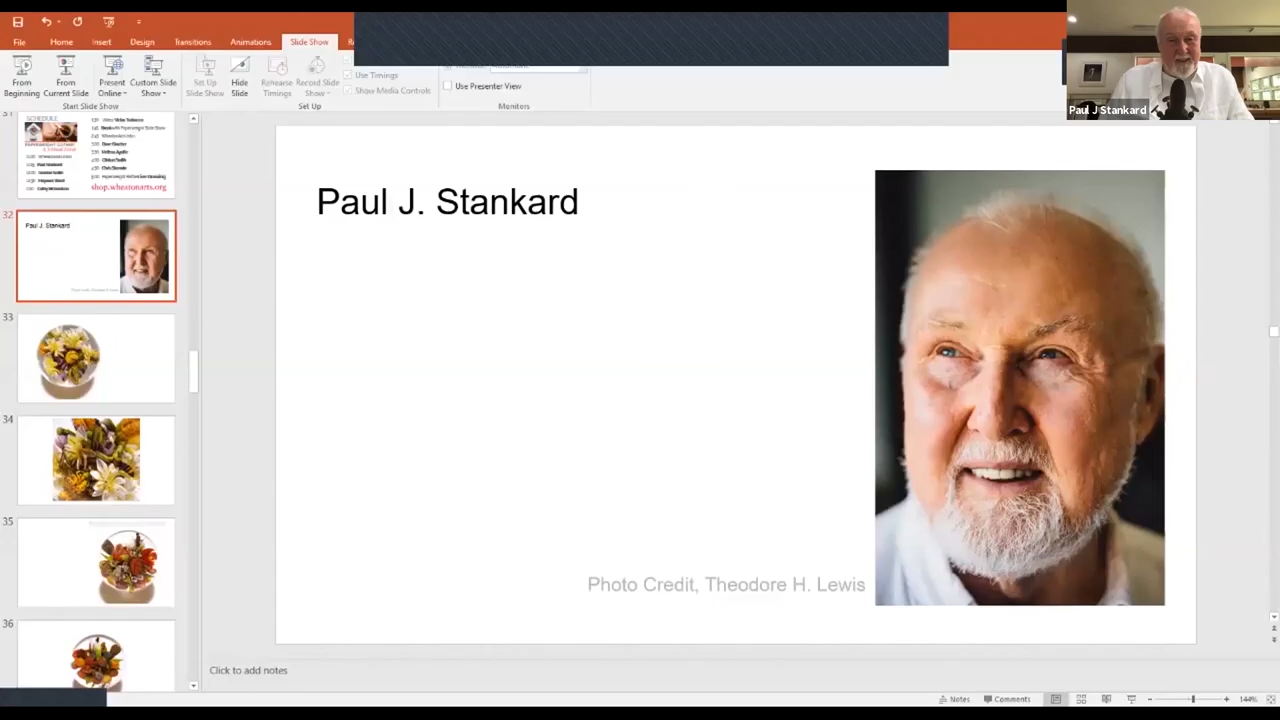 File
Home
Insert
Design
Transitions
Animations
Slide Show
From
Beginning
From
Current Slide
Present
Online
Custom Slide
Show
Set Up
Slide Show
Hide
Slide
Rehearse
Timings
Record Slide
Show
Use Timings
Show Media Controls
Use Presenter View
Start Slide Show
Set Up
Monitors
Paul J Stankard
SCHEDULE
shop.wheatonarts.org
32
Paul J. Stankard
33
34
35
36
Paul J. Stankard
Photo Credit, Theodore H. Lewis
Click to add notes
Notes
Comments
144%